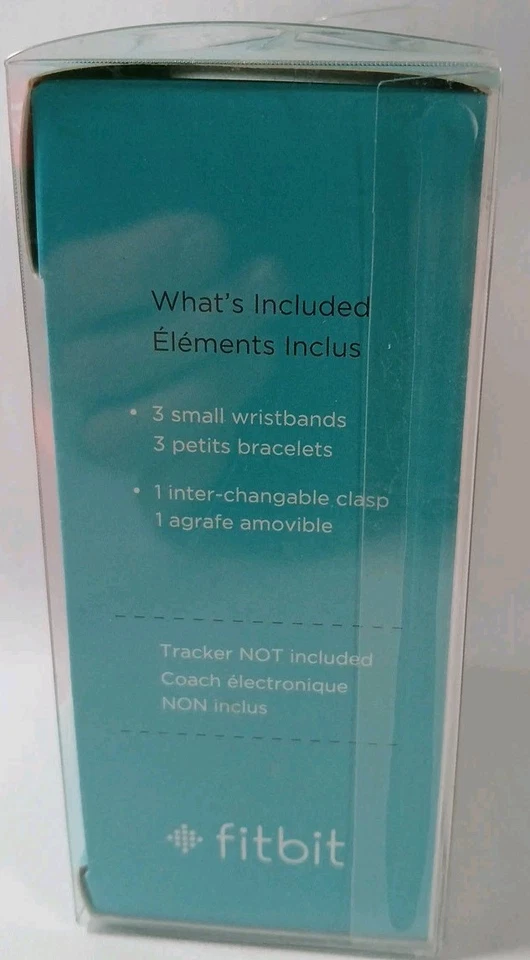 What's Included
Éléments Inclus
• 3 small wristbands
3 petits bracelets
• 1 inter-changable clasp
1 agrafe amovible
Tracker NOT included
Coach électronique
NON inclus
fitbit